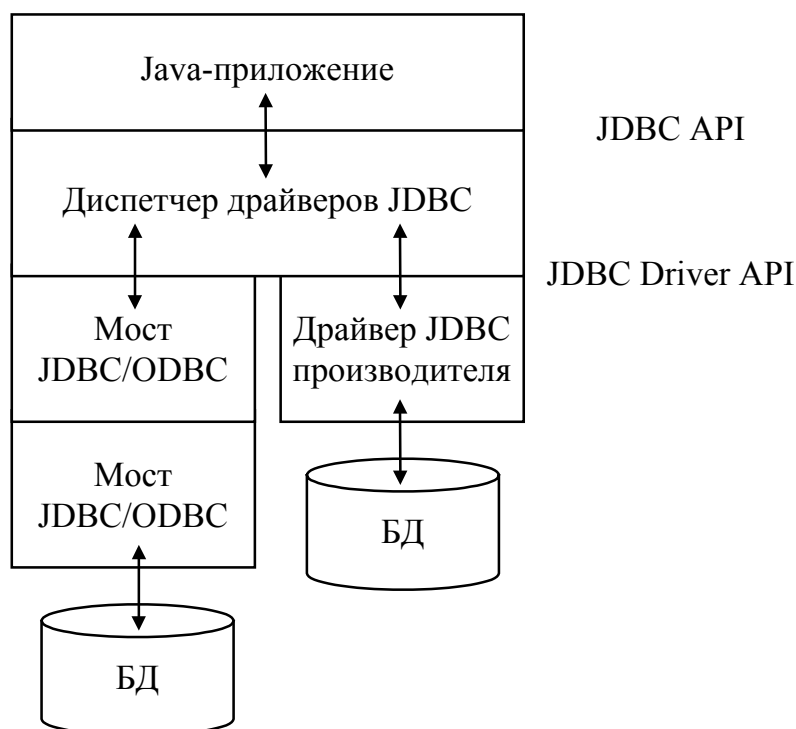 Java-приложение
JDBC API
Диспетчер драйверов JDBC
JDBC Driver API
Мост
JDBC/ODBC
Драйвер JDBC
производителя
Мост
JDBC/ODBC
БД
БД